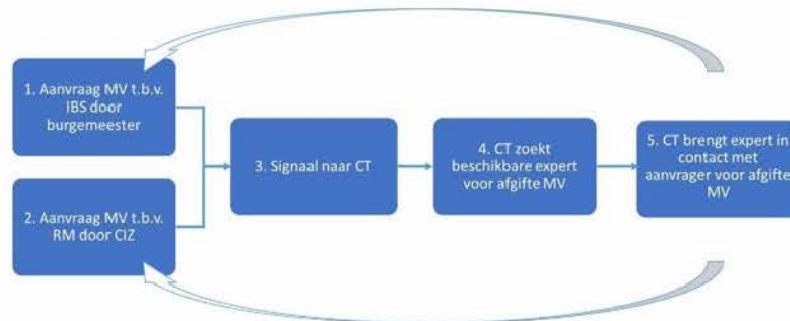 1. Aanvraag MV t.b.v.
IBS door
burgemeester
2. Aanvraag MV t.b.v.
RM door CIZ
3. Signaal naar CT
4. CT zoekt
beschikbare expert
voor afgifte MV
5. CT brengt expert in
contact met
aanvrager voor afgifte
MV